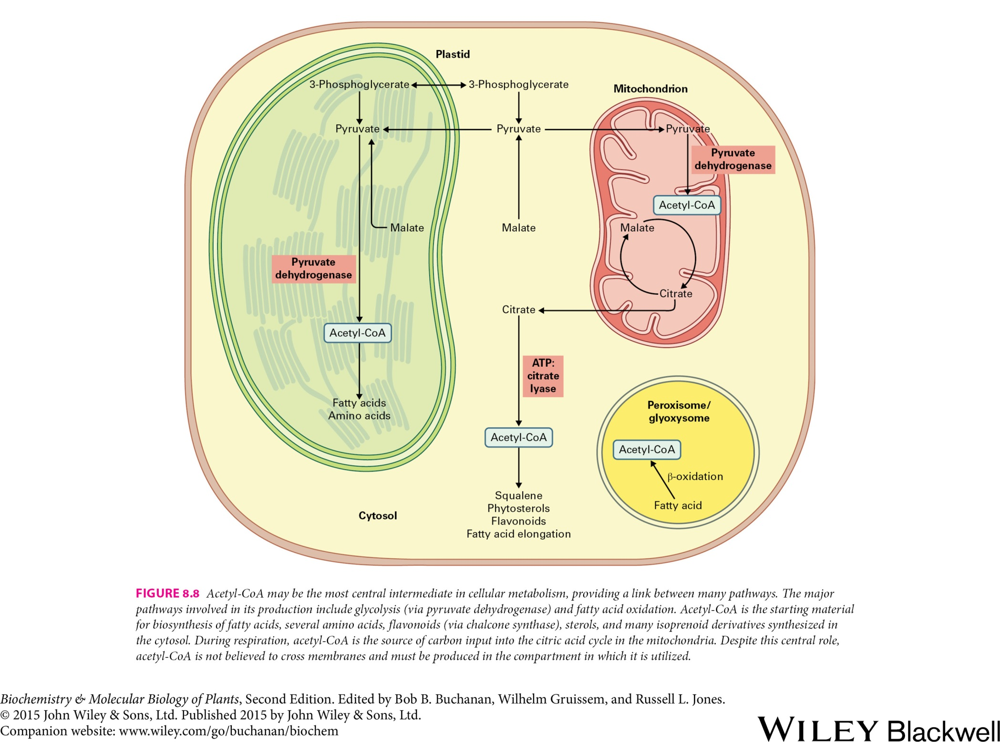 Plastid
3-Phosphoglycerate
3-Phosphoglycerate
Mitochondrion
Pyruvate
Pyruvate
Pyruvate
Pyruvate
dehydrogenase
Acetyl-CoA
Malate
Malate
Malate
Pyruvate
dehydrogenase
Citrate
Citrate
Acetyl-CoA
ATP:
citrate
lyase
Fatty acids
Amino acids
Peroxisome/
glyoxysome
Acetyl-CoA
Acetyl-CoA
β-oxidation
Fatty acid
Squalene
Phytosterols
Flavonoids
Fatty acid elongation
Cytosol
FIGURE 8.8 Acetyl-CoA may be the most central intermediate in cellular metabolism, providing a link between many pathways. The major
pathways involved in its production include glycolysis (via pyruvate dehydrogenase) and fatty acid oxidation. Acetyl-CoA is the starting material
for biosynthesis of fatty acids, several amino acids, flavonoids (via chalcone synthase), sterols, and many isoprenoid derivatives synthesized in
the cytosol. During respiration, acetyl-CoA is the source of carbon input into the citric acid cycle in the mitochondria. Despite this central role,
acetyl-CoA is not believed to cross membranes and must be produced in the compartment in which it is utilized.
Biochemistry & Molecular Biology of Plants, Second Edition. Edited by Bob B. Buchanan, Wilhelm Gruissem, and Russell L. Jones.
© 2015 John Wiley & Sons, Ltd. Published 2015 by John Wiley & Sons, Ltd.
Companion website: www.wiley.com/go/buchanan/biochem
WILEY Blackwell